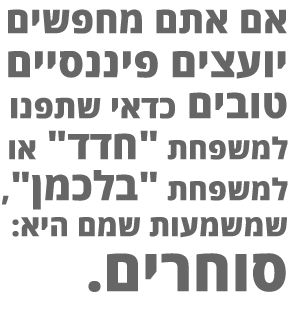 אם אתם מחפשים
יועצים פיננסיים
טובים כדאי שתפנו
למשפחת "חדד" או
למשפחת "בלכמן",
שמשמעות שמם היא:
סוחרים.